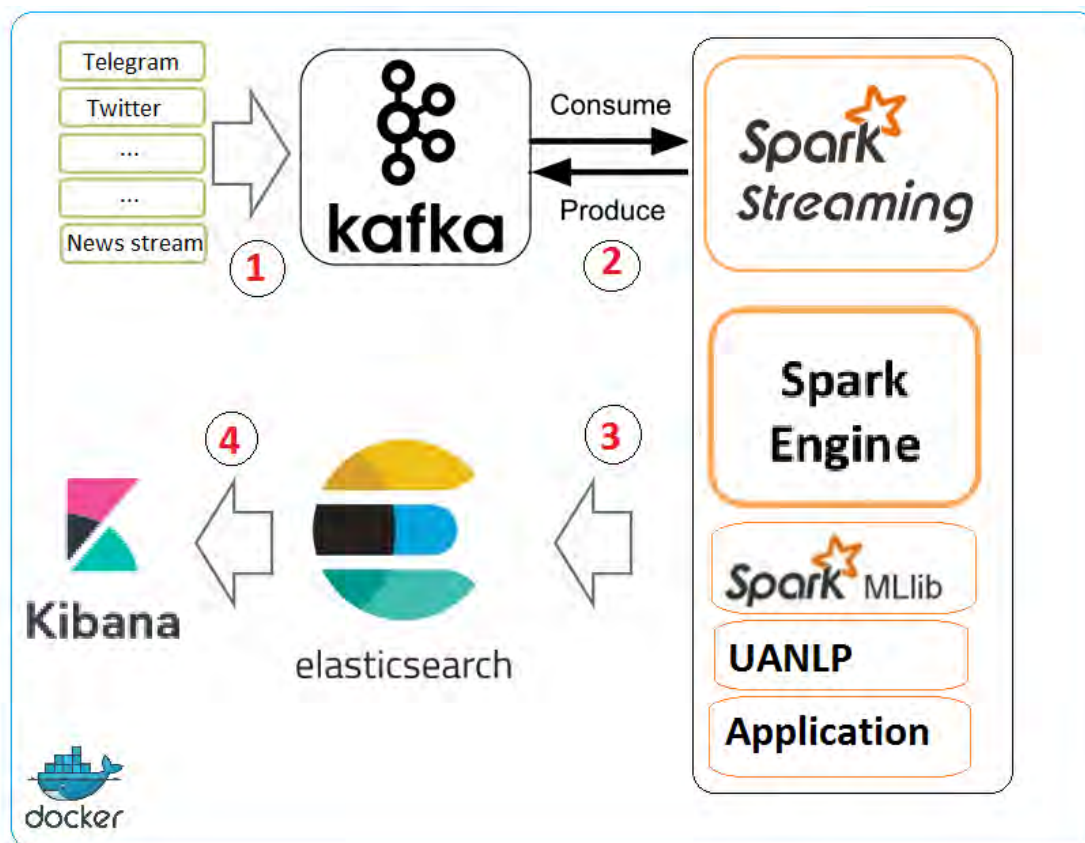 Telegram
Twitter
...
...
News stream
1
kafka
Consume
Produce
2
Spark
Streaming
Spark
Engine
Spark MLlib
UANLP
Application
3
elasticsearch
4
Kibana
docker